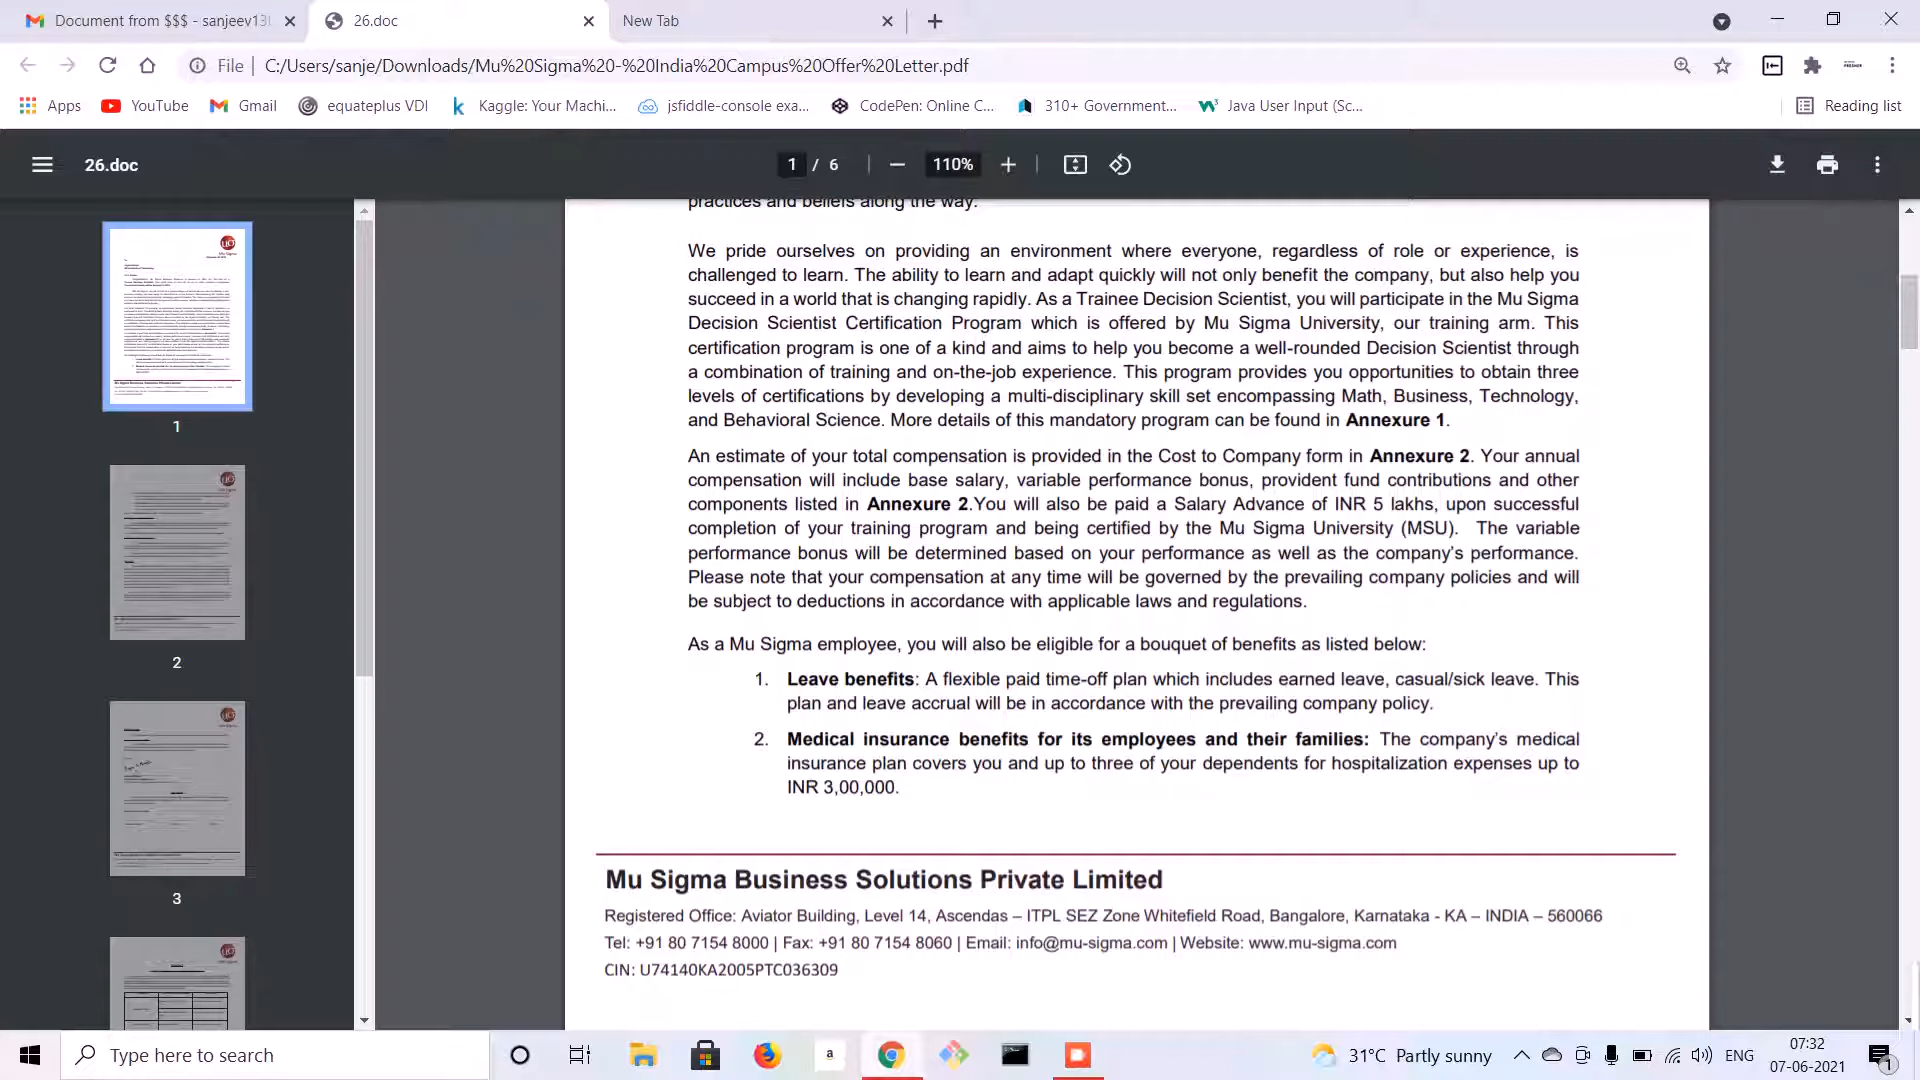 Document from $$$ - sanjeev13
26.doc
New Tab
File
C:/Users/sanje/Downloads/Mu%20Sigma%20-%20India%20Campus%20Offer%20Letter.pdf
Apps
YouTube
Gmail
equateplus VDI
Kaggle: Your Machi...
jsfiddle-console exa...
CodePen: Online C...
310+ Government...
Java User Input (Sc...
Reading list
26.doc
1 / 6
110%
practices and beliefs along the way.
We pride ourselves on providing an environment where everyone, regardless of role or experience, is
challenged to learn. The ability to learn and adapt quickly will not only benefit the company, but also help you
succeed in a world that is changing rapidly. As a Trainee Decision Scientist, you will participate in the Mu Sigma
Decision Scientist Certification Program which is offered by Mu Sigma University, our training arm. This
certification program is one of a kind and aims to help you become a well-rounded Decision Scientist through
a combination of training and on-the-job experience. This program provides you opportunities to obtain three
levels of certifications by developing a multi-disciplinary skill set encompassing Math, Business, Technology,
and Behavioral Science. More details of this mandatory program can be found in Annexure 1.
An estimate of your total compensation is provided in the Cost to Company form in Annexure 2. Your annual
compensation will include base salary, variable performance bonus, provident fund contributions and other
components listed in Annexure 2.You will also be paid a Salary Advance of INR 5 lakhs, upon successful
completion of your training program and being certified by the Mu Sigma University (MSU). The variable
performance bonus will be determined based on your performance as well as the company's performance.
Please note that your compensation at any time will be governed by the prevailing company policies and will
be subject to deductions in accordance with applicable laws and regulations.
As a Mu Sigma employee, you will also be eligible for a bouquet of benefits as listed below:
1. Leave benefits: A flexible paid time-off plan which includes earned leave, casual/sick leave. This
plan and leave accrual will be in accordance with the prevailing company policy.
2. Medical insurance benefits for its employees and their families: The company's medical
insurance plan covers you and up to three of your dependents for hospitalization expenses up to
INR 3,00,000.
Mu Sigma Business Solutions Private Limited
Registered Office: Aviator Building, Level 14, Ascendas – ITPL SEZ Zone Whitefield Road, Bangalore, Karnataka - KA – INDIA – 560066
Tel: +91 80 7154 8000 | Fax: +91 80 7154 8060 | Email: info@mu-sigma.com | Website: www.mu-sigma.com
CIN: U74140KA2005PTC036309
1
2
3
Type here to search
31°C Partly sunny
ENG
07:32
07-06-2021
1